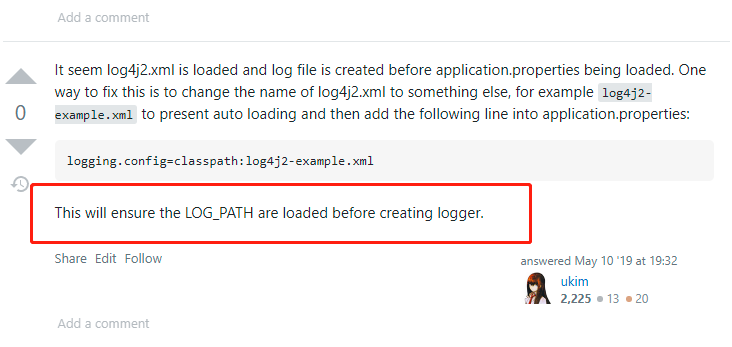 Add a comment
It seem log4j2.xml is loaded and log file is created before application.properties being loaded. One
way to fix this is to change the name of log4j2.xml to something else, for example log4j2-
example.xml to present auto loading and then add the following line into application.properties:
0
logging.config=classpath:log4j2-example.xml
This will ensure the LOG_PATH are loaded before creating logger.
Share Edit Follow
answered May 10 '19 at 19:32
ukim
2,225 ● 13 ● 20
Add a comment